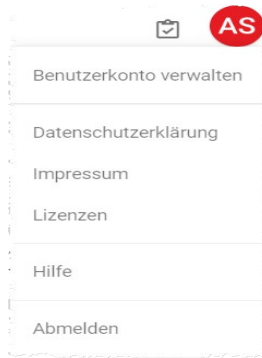 AS
Benutzerkonto verwalten
Datenschutzerklärung
Impressum
Lizenzen
Hilfe
Abmelden